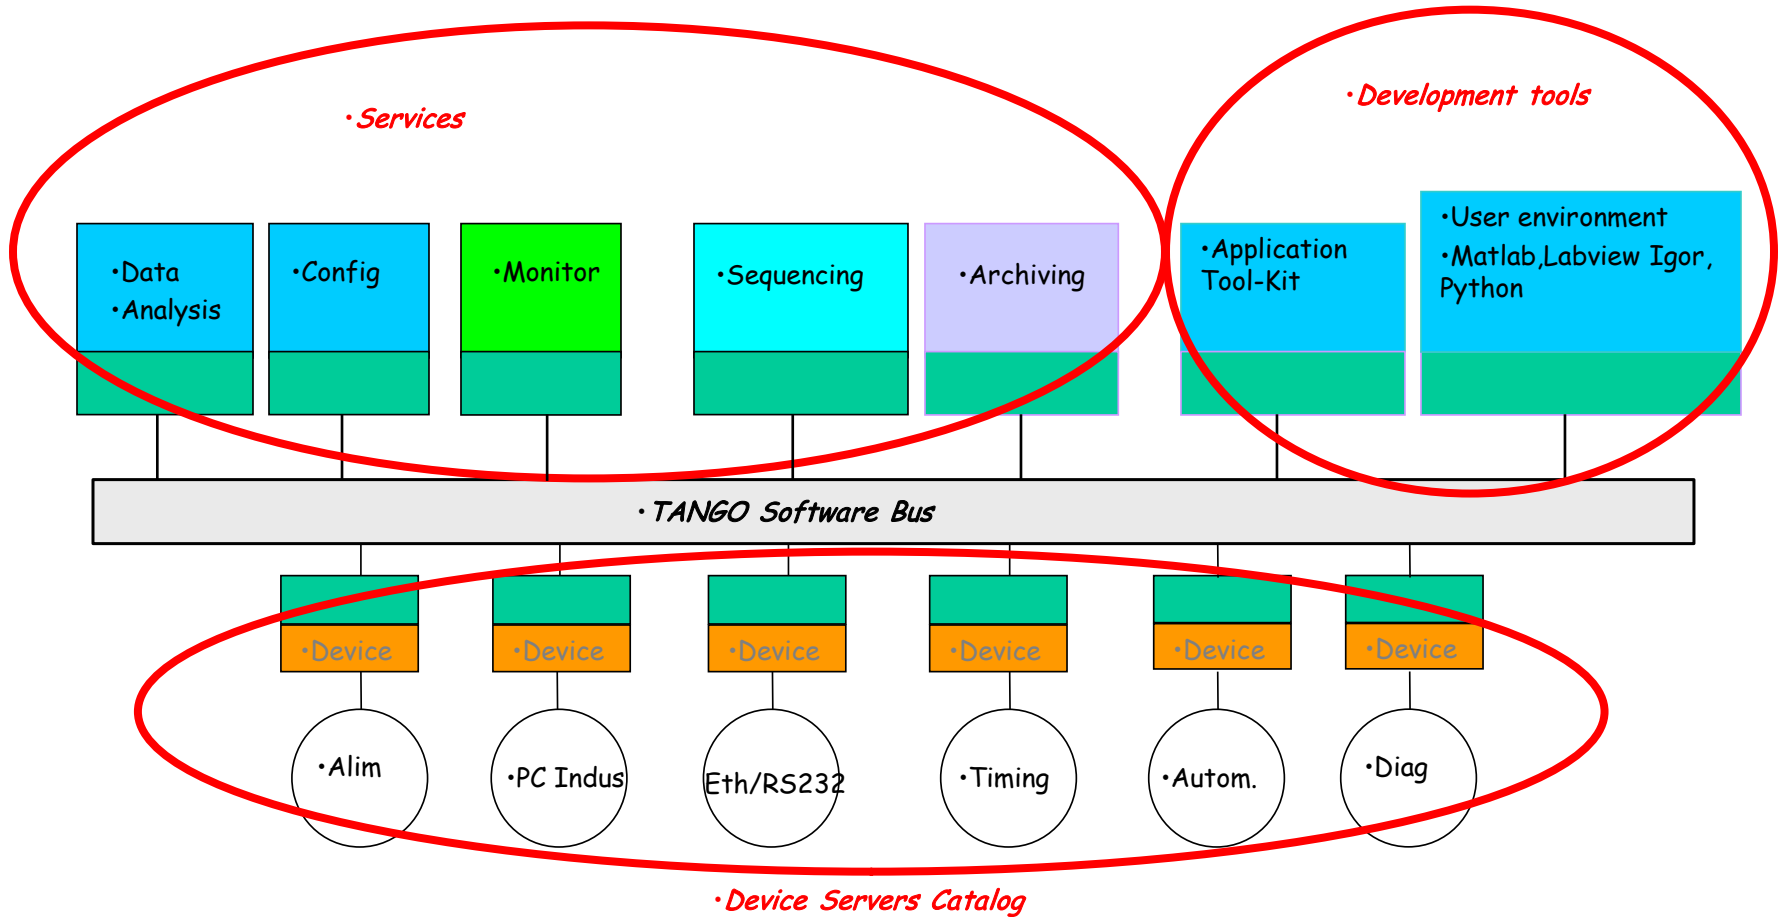 •Services
•Development tools
•Data
•Analysis
•Config
•Monitor
•Sequencing
•Archiving
•Application
Tool-Kit
•User environment
•Matlab,Labview Igor,
Python
•TANGO Software Bus
•Device
•Device
•Device
•Device
•Device
•Device
•Alim
•PC Indus
Eth/RS232
•Timing
•Autom.
•Diag
•Device Servers Catalog